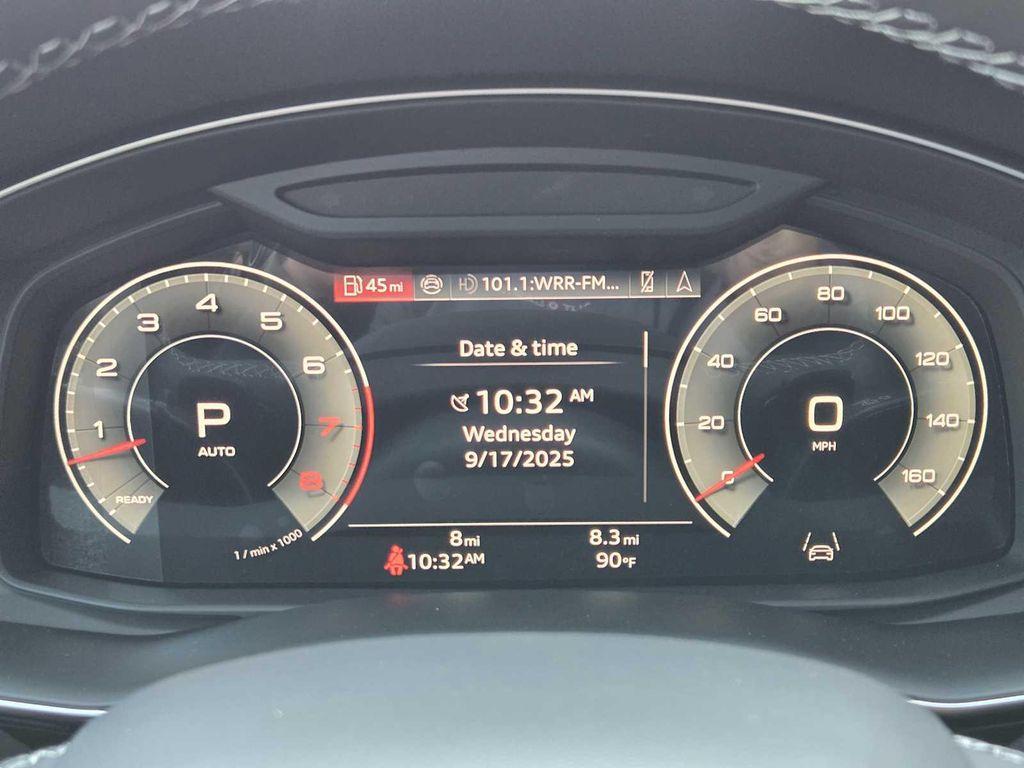 45 mi
101.1:WRR-FM...
Date & time
10:32 AM
Wednesday
9/17/2025
1
2
3
4
5
6
7
8
READY
1 / min x 1000
P
AUTO
0
20
40
60
80
100
120
140
160
0
MPH
8 mi
8.3 mi
10:32 AM
90°F